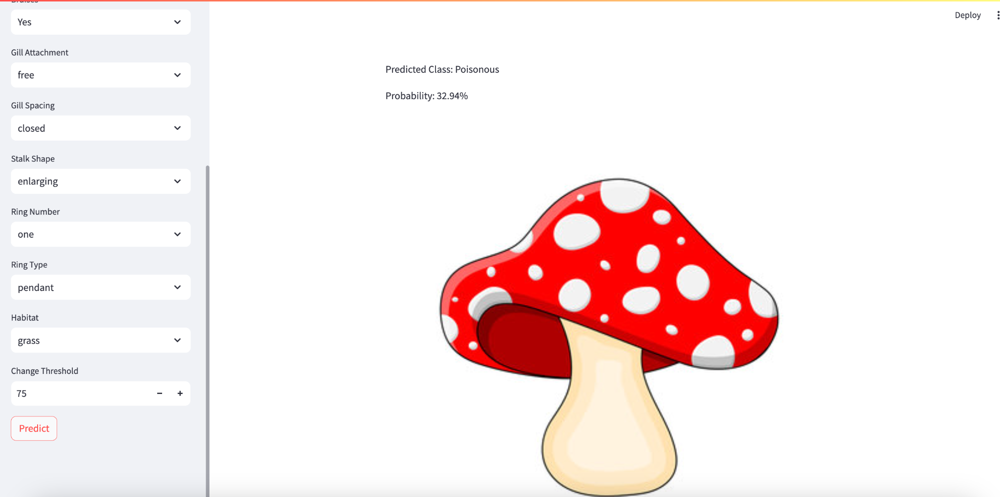 Bruises
Yes
Gill Attachment
free
Gill Spacing
closed
Stalk Shape
enlarging
Ring Number
one
Ring Type
pendant
Habitat
grass
Change Threshold
75
Predict
Deploy
Predicted Class: Poisonous
Probability: 32.94%